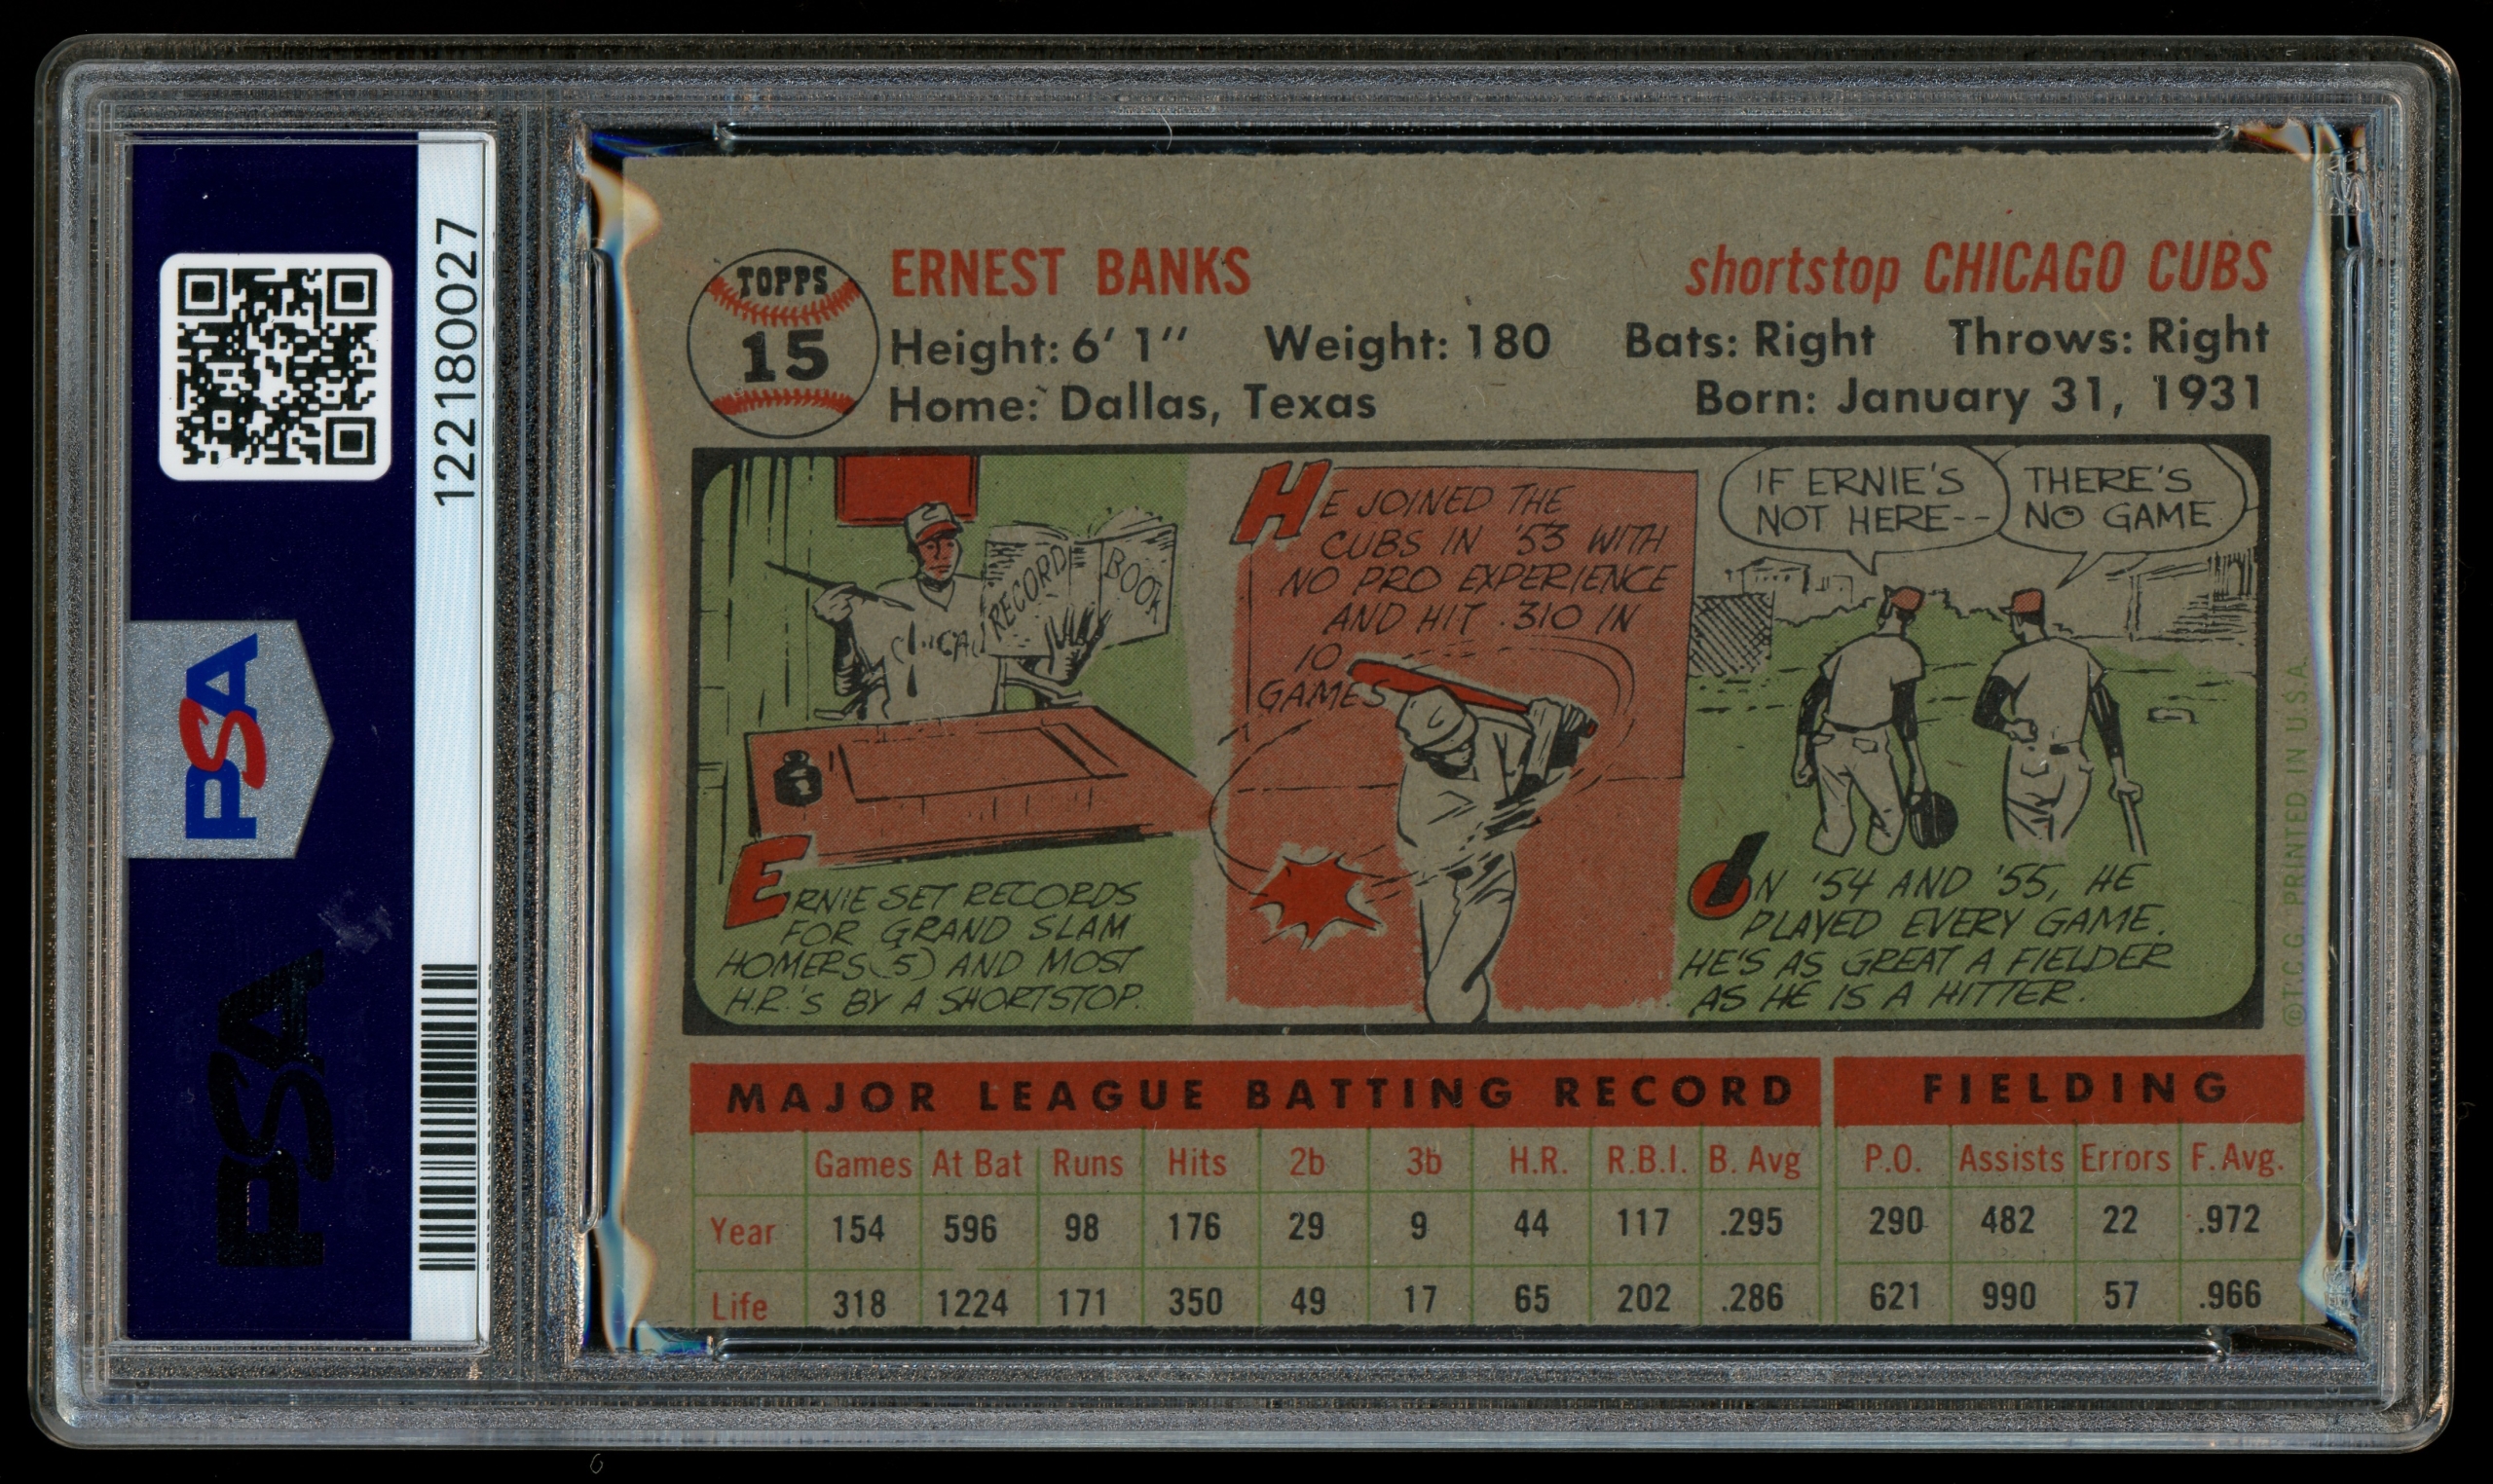 12218027
PSA
PSA
TOPPS
15
ERNEST BANKS
shortstop CHICAGO CUBS
Height: 6' 1" Weight: 180 Bats: Right Throws: Right
Home: Dallas, Texas Born: January 31, 1931
RECORD BOOK
CHICA
ERNIE SET RECORDS
FOR GRAND SLAM
HOMERS (5) AND MOST
H.R.'S BY A SHORTSTOP.
HE JOINED THE
CUBS IN '53 WITH
NO PRO EXPERIENCE
AND HIT .310 IN
10
GAMES
C
IF ERNIE'S
NOT HERE--
THERE'S
NO GAME
IN '54 AND '55, HE
PLAYED EVERY GAME.
HE'S AS GREAT A FIELDER
AS HE IS A HITTER.
©T.C.G. PRINTED IN U.S.A.
MAJOR LEAGUE BATTING RECORD FIELDING
Games At Bat Runs Hits 2b 3b H.R. R.B.I. B. Avg P.O. Assists Errors F. Avg.
Year 154 596 98 176 29 9 44 117 .295 290 482 22 .972
Life 318 1224 171 350 49 17 65 202 .286 621 990 57 .966